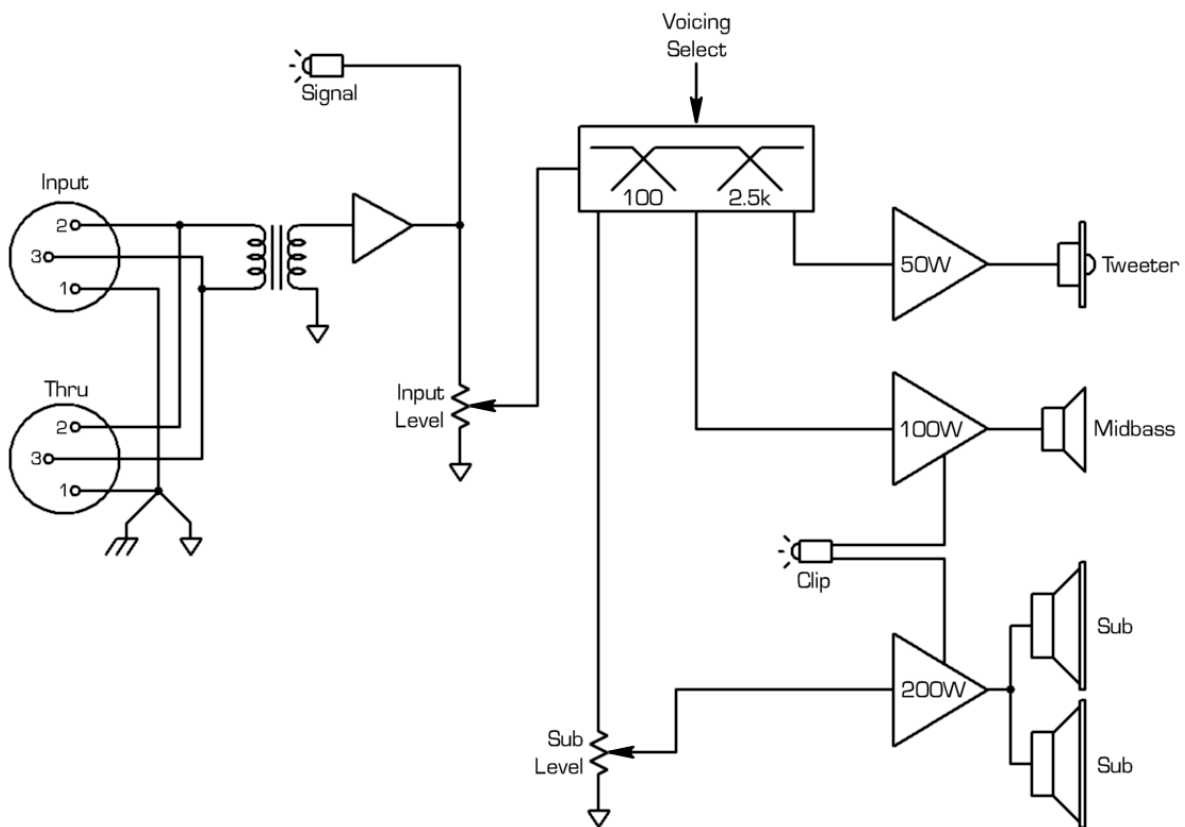 Voicing
Select
Signal
Input
2
3
1
100
2.5k
50W
Tweeter
Thru
2
3
1
Input
Level
100W
Midbass
Clip
Sub
200W
Sub
Level
Sub